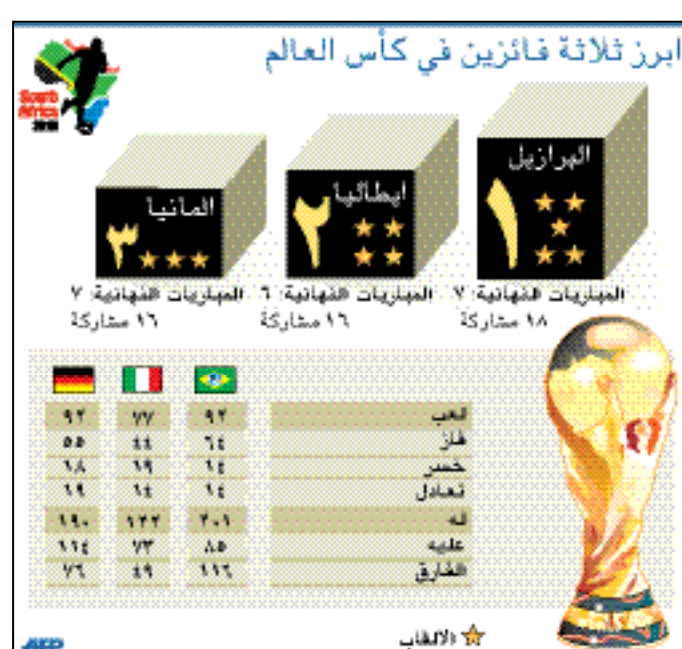 ابرز ثلاثة فائزين في كأس العالم
South
Africa
2010
البرازيل
١
ايطاليا
٢
المانيا
٣
المباريات النهائية: ٧
١٨ مشاركة
المباريات النهائية: ٦
١٦ مشاركة
المباريات النهائية: ٧
١٦ مشاركة
لعب ٩٢ ٧٧ ٩٢
فاز ٦٤ ٤٤ ٥٥
خسر ١٤ ١٩ ١٨
تعادل ١٤ ١٤ ١٩
له ٢٠١ ١٢٢ ١٩٠
عليه ٨٥ ٧٣ ١١٤
الفارق ١١٦ ٤٩ ٧٦
الالقاب
AFP